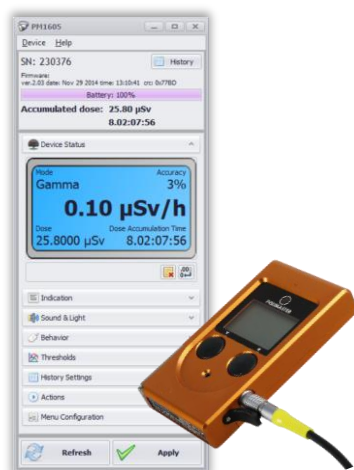 PM1605
Device Help
SN: 230376
History
Firmware:
ver.2.03 date: Nov 29 2014 time: 13:10:41 crc: 0x77BD
Battery: 100%
Accumulated dose: 25.80 µSv
8.02:07:56
Device Status
Mode Accuracy
Gamma 3%
0.10 µSv/h
Dose Dose Accumulation Time
25.8000 µSv 8.02:07:56
Indication
Sound & Light
Behavior
Thresholds
History Settings
Actions
Menu Configuration
Refresh Apply
POLIMASTER